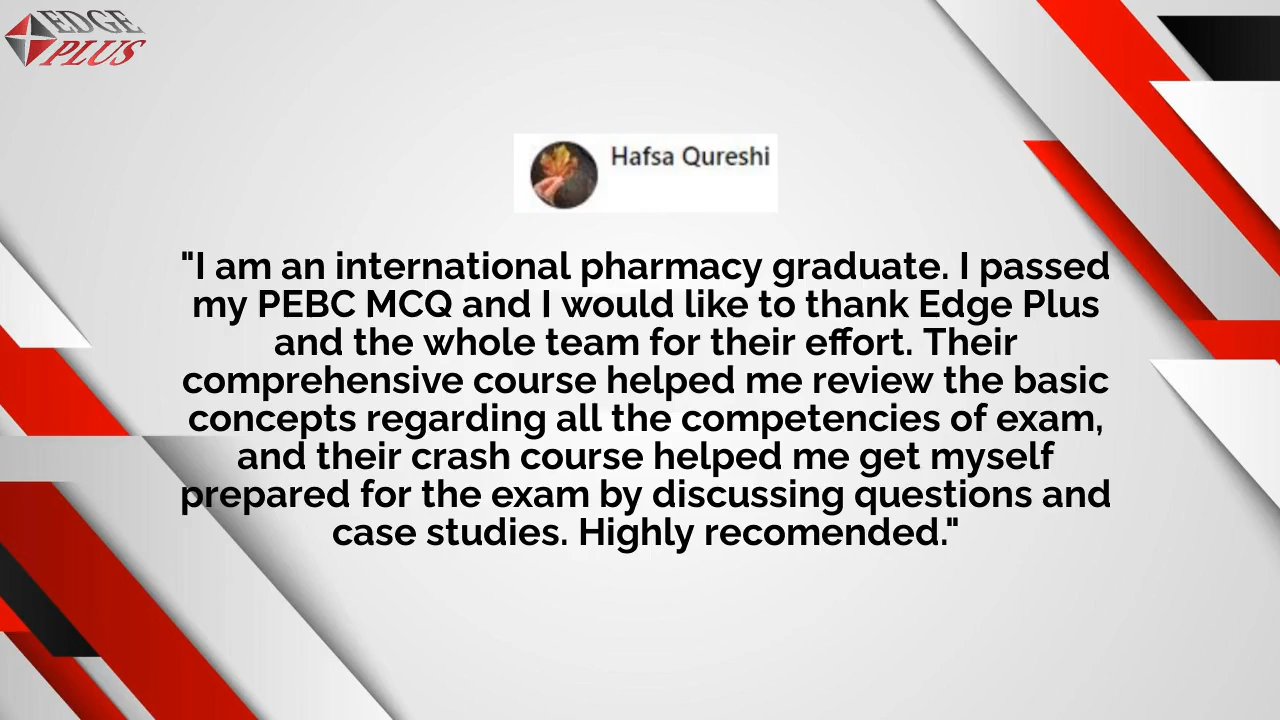 EDGE
PLUS
Hafsa Qureshi
"I am an international pharmacy graduate. I passed
my PEBC MCQ and I would like to thank Edge Plus
and the whole team for their effort. Their
comprehensive course helped me review the basic
concepts regarding all the competencies of exam,
and their crash course helped me get myself
prepared for the exam by discussing questions and
case studies. Highly recomended."